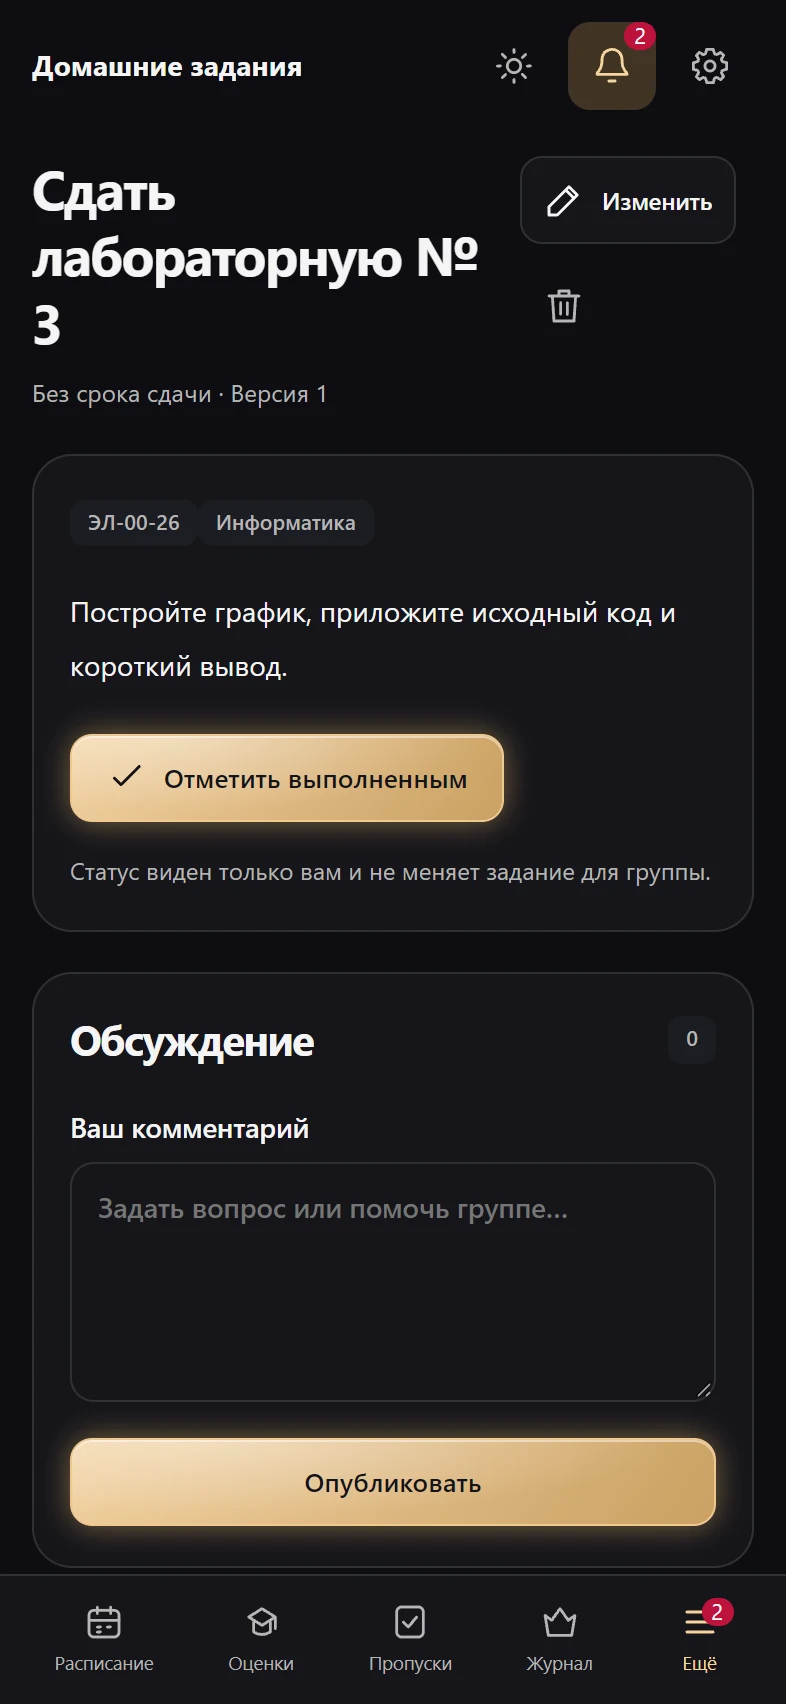 Домашние задания
2
Сдать
лабораторную №
3
Изменить
Без срока сдачи · Версия 1
ЭЛ-00-26
Информатика
Постройте график, приложите исходный код и
короткий вывод.
Отметить выполненным
Статус виден только вам и не меняет задание для группы.
Обсуждение
0
Ваш комментарий
Задать вопрос или помочь группе...
Опубликовать
Расписание
Оценки
Пропуски
Журнал
2
Ещё